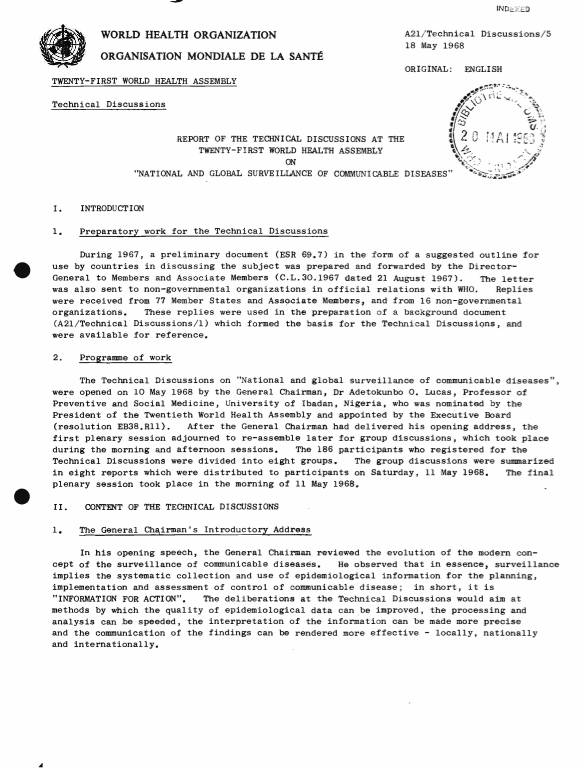 INDEXED
WORLD HEALTH ORGANIZATION
ORGANISATION MONDIALE DE LA SANTÉ
A21/Technical Discussions/5
18 May 1968
ORIGINAL: ENGLISH
TWENTY-FIRST WORLD HEALTH ASSEMBLY
Technical Discussions
20 MAI 1968
REPORT OF THE TECHNICAL DISCUSSIONS AT THE
TWENTY-FIRST WORLD HEALTH ASSEMBLY
ON
"NATIONAL AND GLOBAL SURVEILLANCE OF COMMUNICABLE DISEASES"
I. INTRODUCTION
1. Preparatory work for the Technical Discussions
During 1967, a preliminary document (ESR 69.7) in the form of a suggested outline for
use by countries in discussing the subject was prepared and forwarded by the Director-
General to Members and Associate Members (C.L.30.1967 dated 21 August 1967). The letter
was also sent to non-governmental organizations in official relations with WHO. Replies
were received from 77 Member States and Associate Members, and from 16 non-governmental
organizations. These replies were used in the preparation of a background document
(A21/Technical Discussions/1) which formed the basis for the Technical Discussions, and
were available for reference.
2. Programme of work
The Technical Discussions on "National and global surveillance of communicable diseases",
were opened on 10 May 1968 by the General Chairman, Dr Adetokunbo O. Lucas, Professor of
Preventive and Social Medicine, University of Ibadan, Nigeria, who was nominated by the
President of the Twentieth World Health Assembly and appointed by the Executive Board
(resolution EB38.R11). After the General Chairman had delivered his opening address, the
first plenary session adjourned to re-assemble later for group discussions, which took place
during the morning and afternoon sessions. The 186 participants who registered for the
Technical Discussions were divided into eight groups. The group discussions were summarized
in eight reports which were distributed to participants on Saturday, 11 May 1968. The final
plenary session took place in the morning of 11 May 1968.
II. CONTENT OF THE TECHNICAL DISCUSSIONS
1. The General Chairman's Introductory Address
In his opening speech, the General Chairman reviewed the evolution of the modern con-
cept of the surveillance of communicable diseases. He observed that in essence, surveillance
implies the systematic collection and use of epidemiological information for the planning,
implementation and assessment of control of communicable disease; in short, it is
"INFORMATION FOR ACTION". The deliberations at the Technical Discussions would aim at
methods by which the quality of epidemiological data can be improved, the processing and
analysis can be speeded, the interpretation of the information can be made more precise
and the communication of the findings can be rendered more effective - locally, nationally
and internationally.